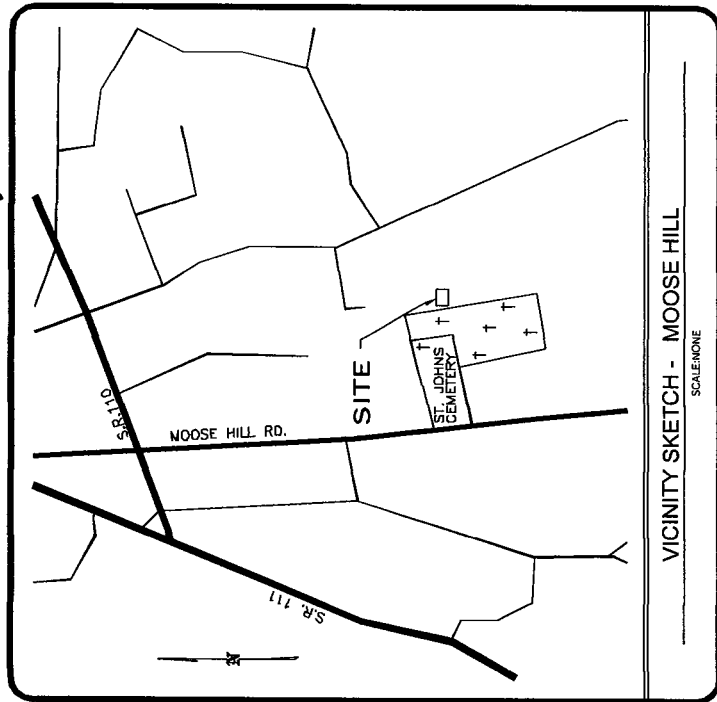 S.R. 110
MOOSE HILL RD.
SITE
ST. JOHNS
CEMETERY
S.R. 111
N
VICINITY SKETCH - MOOSE HILL
SCALE:NONE